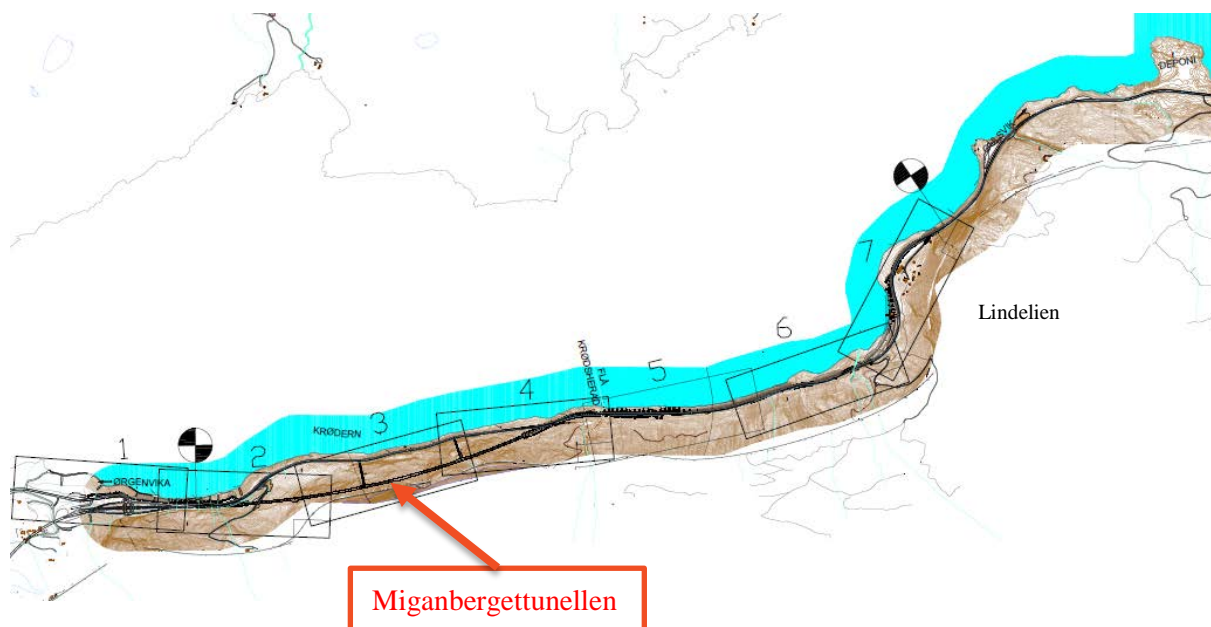 DEPONI
7
Lindelien
6
FLÅ
KRØDSHERAD
5
4
3
KRØDERN
2
1
ØRGENVIKA
Miganbergettunellen